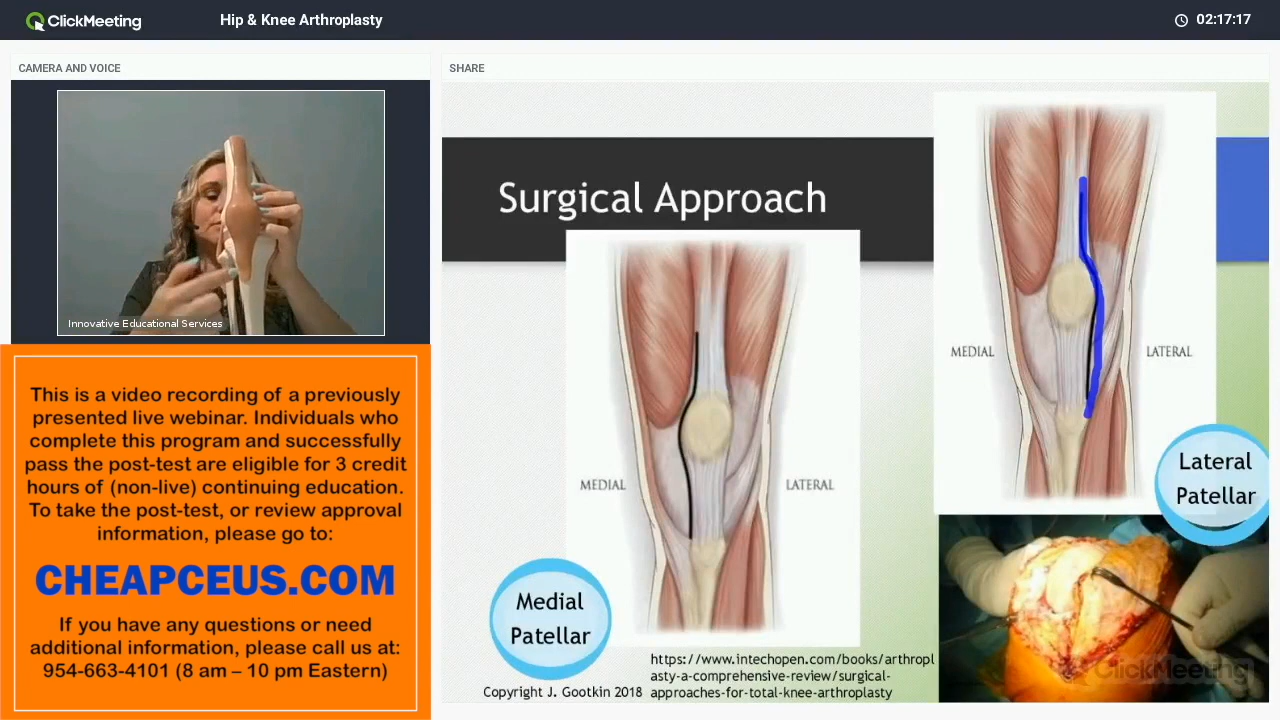 ClickMeeting
Hip & Knee Arthroplasty
02:17:17
CAMERA AND VOICE
SHARE
Innovative Educational Services
This is a video recording of a previously
presented live webinar. Individuals who
complete this program and successfully
pass the post-test are eligible for 3 credit
hours of (non-live) continuing education.
To take the post-test, or review approval
information, please go to:
CHEAPCEUS.COM
If you have any questions or need
additional information, please call us at:
954-663-4101 (8 am – 10 pm Eastern)
Surgical Approach
MEDIAL
LATERAL
MEDIAL
LATERAL
Medial
Patellar
Lateral
Patellar
https://www.intechopen.com/books/arthropl
asty-a-comprehensive-review/surgical-
approaches-for-total-knee-arthroplasty
Copyright J. Gootkin 2018
ClickMeeting